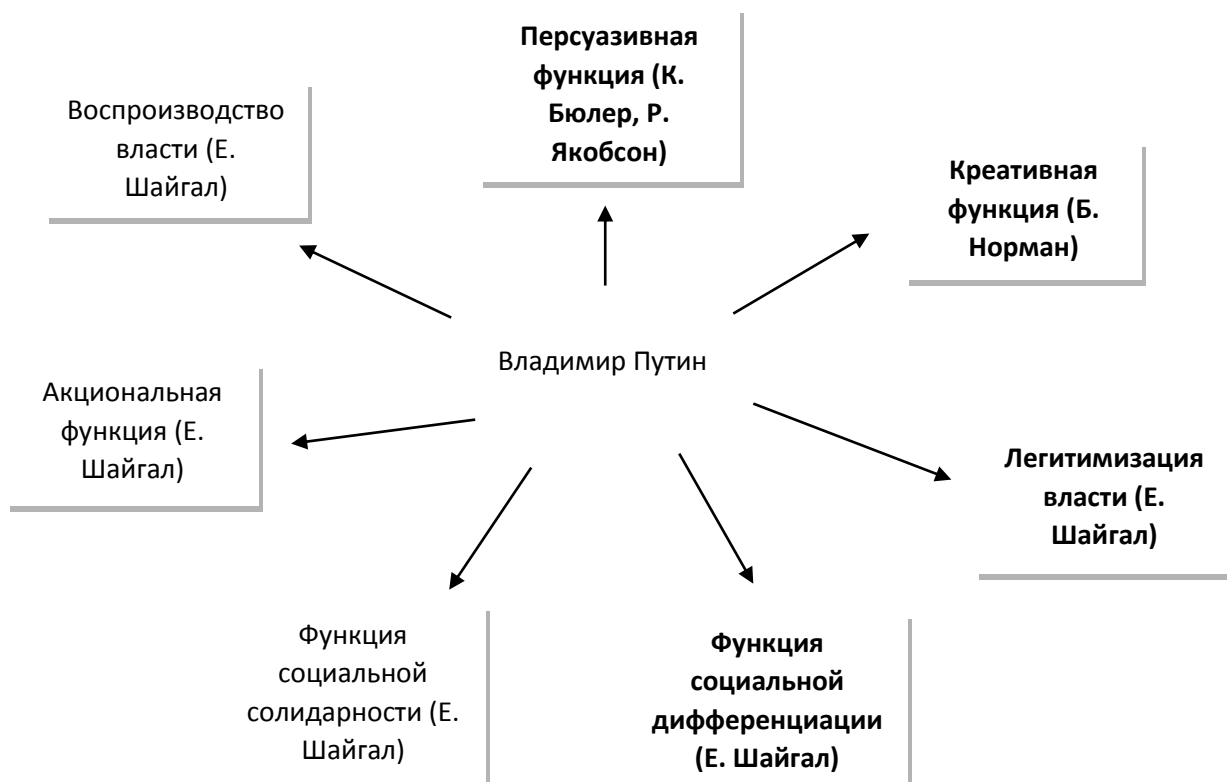 Персуазивная
функция (К.
Бюлер, Р.
Якобсон)
Воспроизводство
власти (Е.
Шайгал)
Креативная
функция (Б.
Норман)
Владимир Путин
Акциональная
функция (Е.
Шайгал)
Легитимизация
власти (Е.
Шайгал)
Функция
социальной
солидарности (Е.
Шайгал)
Функция
социальной
дифференциации
(Е. Шайгал)